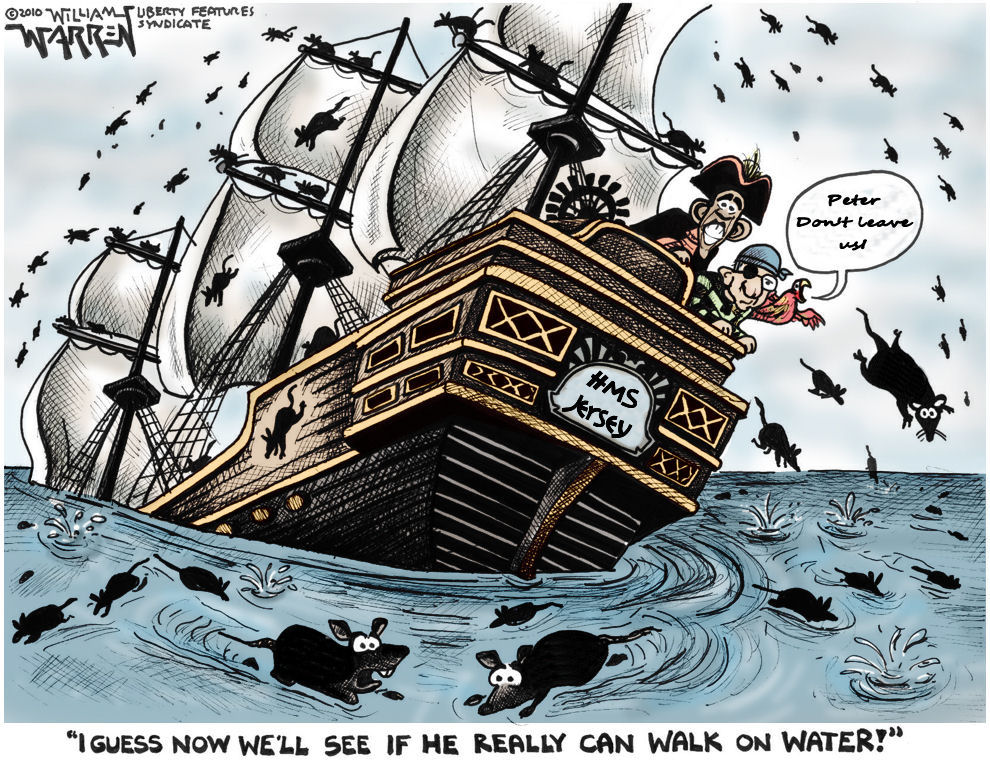 ©2010 WILLIAM
WARREN
LIBERTY FEATURES
SYNDICATE
Peter
Don't leave
us!
HMS
Jersey
"I GUESS NOW WE'LL SEE IF HE REALLY CAN WALK ON WATER!"